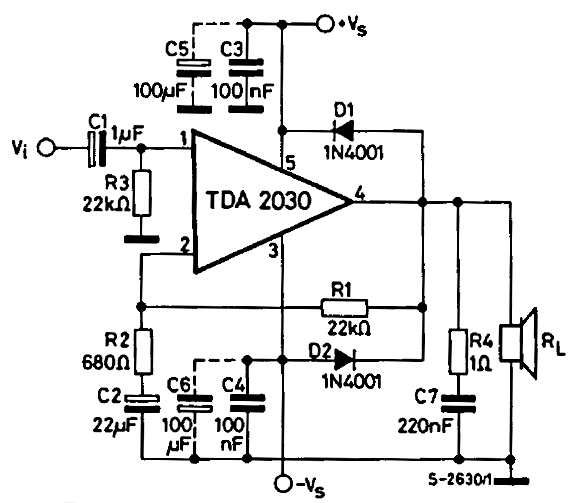 +Vs
C5
C3
100µF
100nF
C1
1µF
Vi
1
D1
1N4001
5
R3
22kΩ
TDA 2030
4
2
3
R1
22kΩ
R2
680Ω
D2
1N4001
R4
1Ω
RL
C2
22µF
C6
100
µF
C4
100
nF
C7
220nF
-Vs
S-2630/1